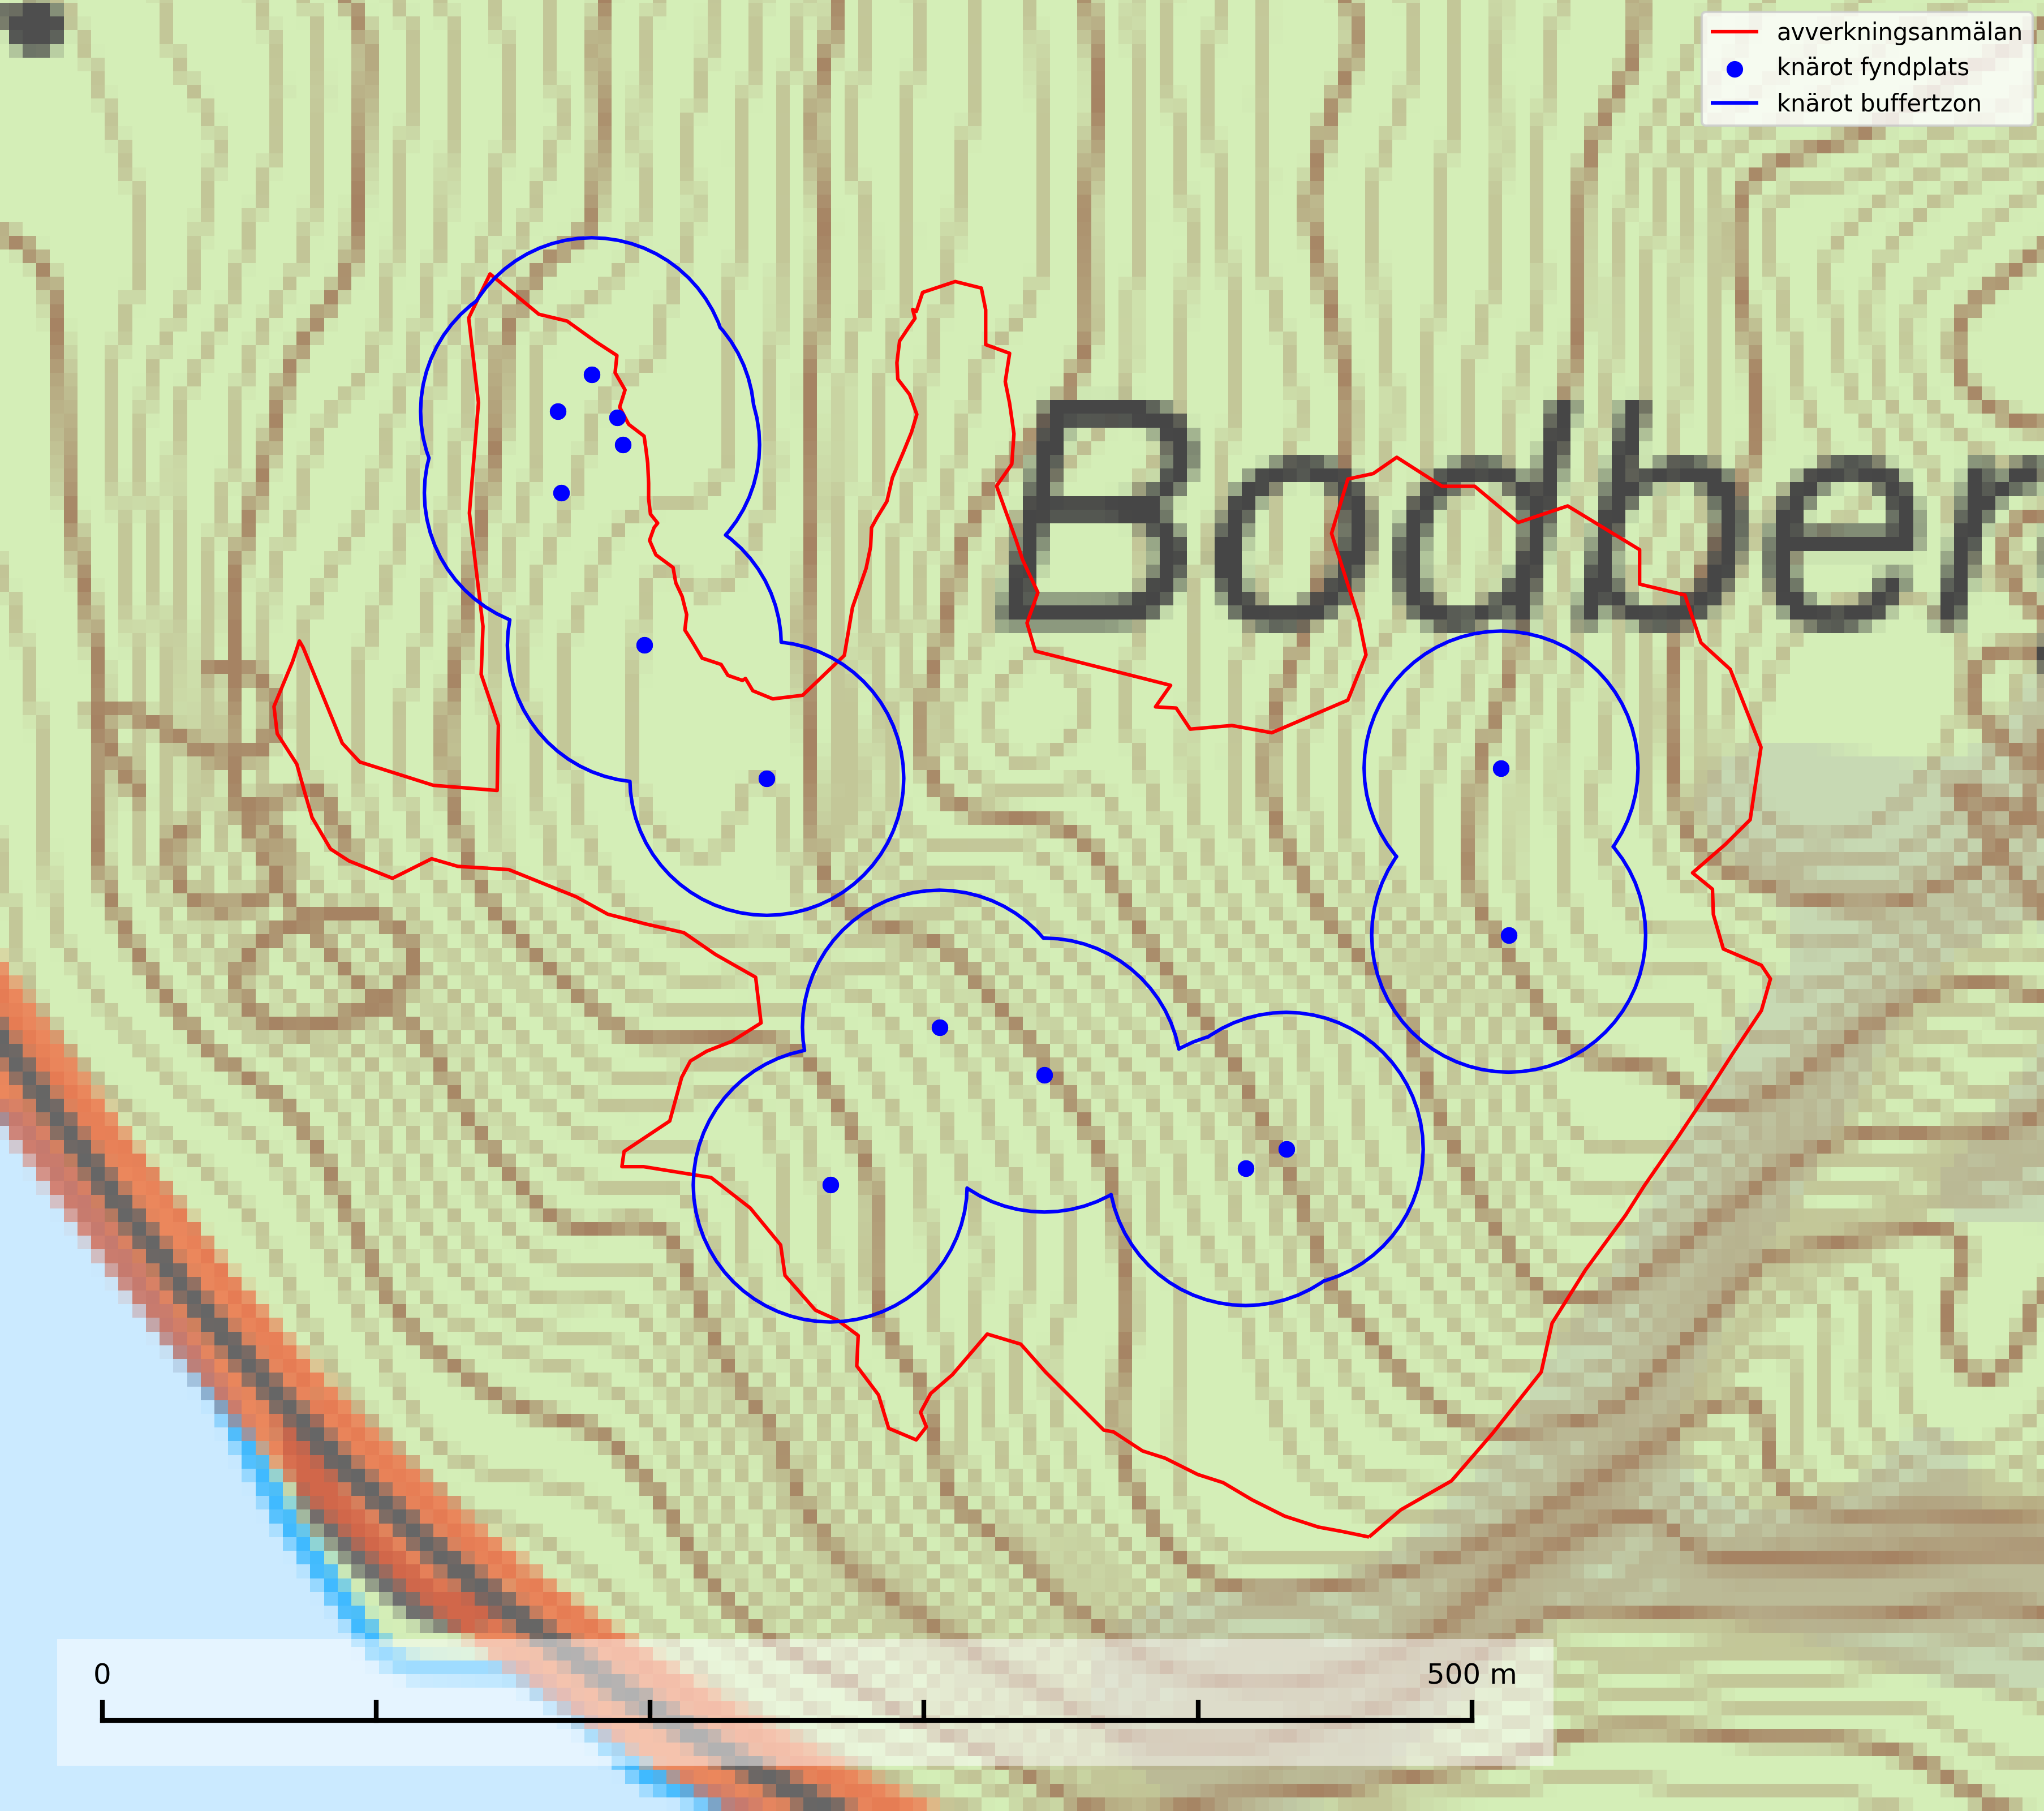 avverkningsanmälan
knärot fyndplats
knärot buffertzon
Bodber
0
500 m